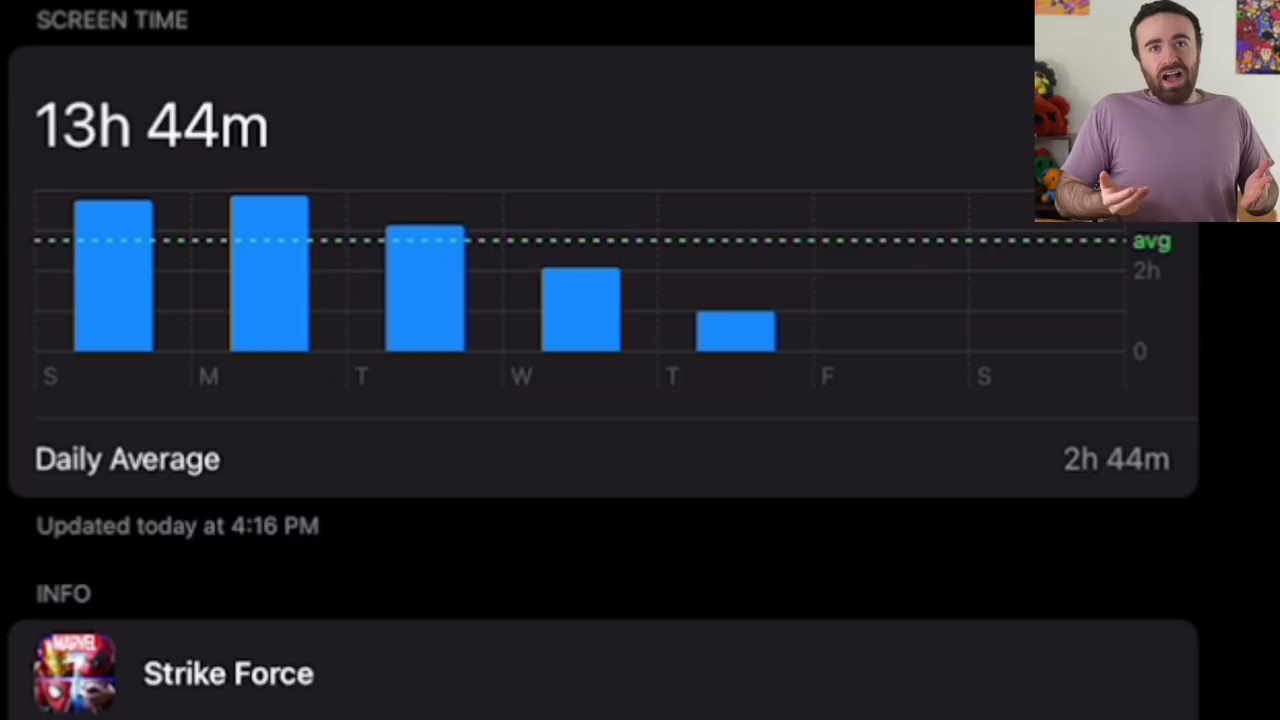 SCREEN TIME
13h 44m
avg
2h
0
S M T W T F S
Daily Average 2h 44m
Updated today at 4:16 PM
INFO
MARVEL
Strike Force